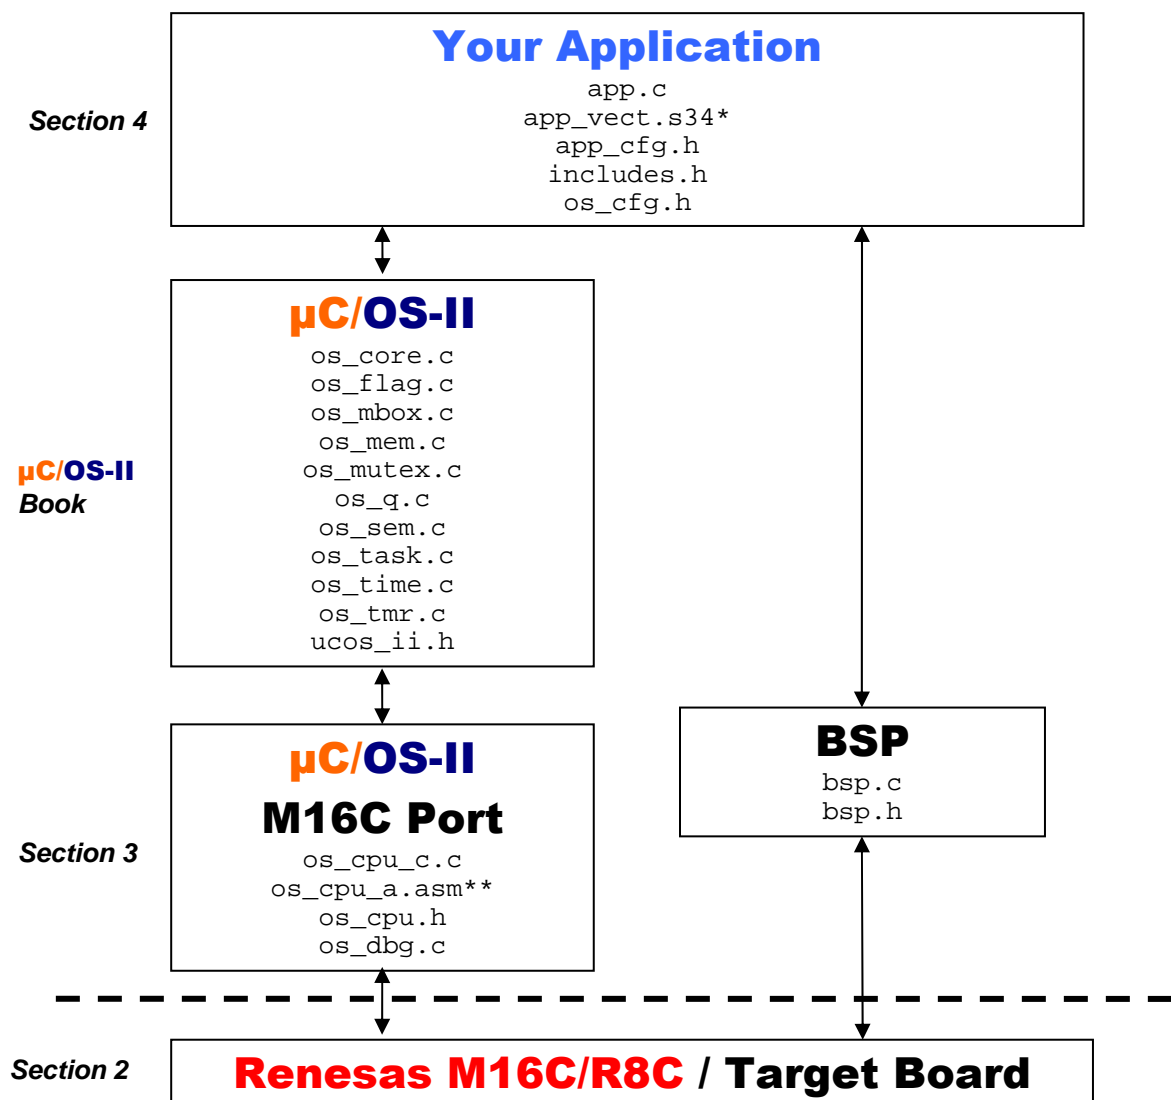 Your Application
app.c
Section 4
app_vect.s34*
app_cfg.h
includes.h
os_cfg.h
µC/OS-II
os_core.c
os_flag.c
os_mbox.c
os_mem.c
os_mutex.c
os_q.c
os_sem.c
os_task.c
os_time.c
os_tmr.c
ucos_ii.h
µC/OS-II
Book
µC/OS-II
M16C Port
os_cpu_c.c
os_cpu_a.asm**
os_cpu.h
os_dbg.c
Section 3
BSP
bsp.c
bsp.h
Section 2
Renesas M16C/R8C / Target Board